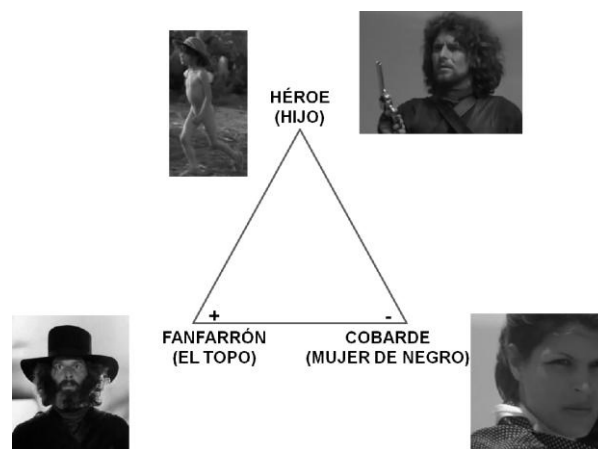 HÉROE
(HIJO)
+
-
FANFARRÓN
(EL TOPO)
COBARDE
(MUJER DE NEGRO)